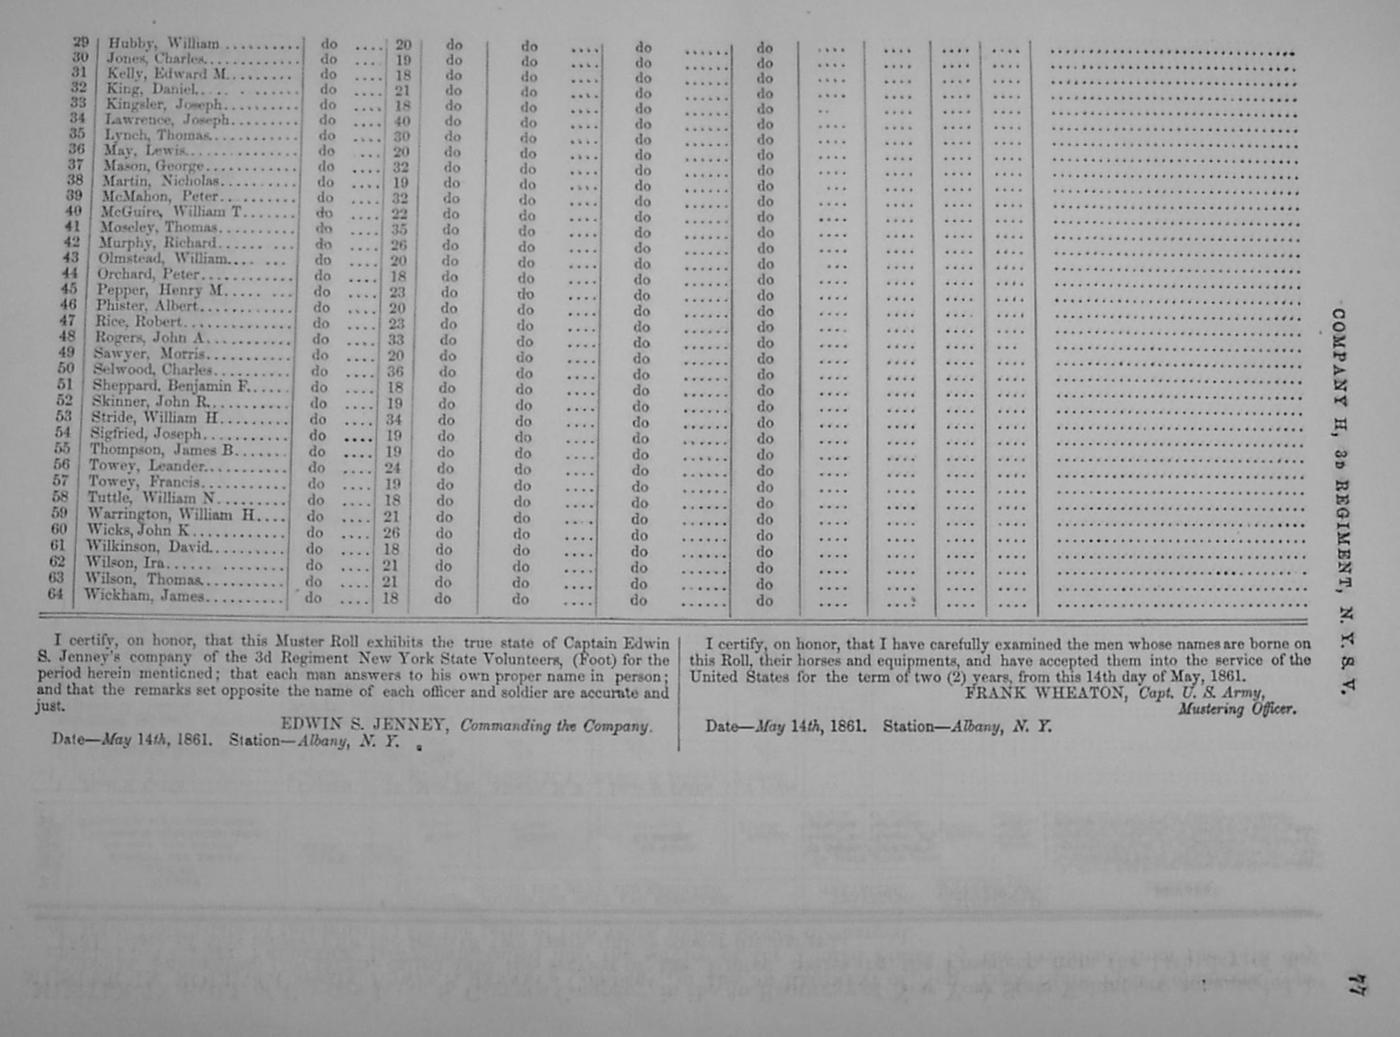 29 Hubby, William .......... do .... 20 do do .... do ...... do .... .... .... .... ..............................
30 Jones, Charles............ do .... 19 do do .... do ...... do .... .... .... .... ..............................
31 Kelly, Edward M......... do .... 18 do do .... do ...... do .... .... .... .... ..............................
32 King, Daniel............. do .... 21 do do .... do ...... do .... .... .... .... ..............................
33 Kingsler, Joseph.......... do .... 18 do do .... do ...... do .. .... .... .... ..............................
34 Lawrence, Joseph......... do .... 40 do do .... do ...... do .... .... .... .... ..............................
35 Lynch, Thomas........... do .... 30 do do .... do ...... do .... .... .... .... ..............................
36 May, Lewis.............. do ... 20 do do .... do ...... do .... .... .... .... ..............................
37 Mason, George............ do .... 32 do do .... do ...... do .... .... .... .... ..............................
38 Martin, Nicholas.......... do .... 19 do do .... do ...... do .... .... .... .... ..............................
39 McMahon, Peter.......... do .... 32 do do .... do ...... do .... .... .... .... ..............................
40 McGuire, William T....... do .... 22 do do .... do ...... do .... .... .... .... ..............................
41 Moseley, Thomas.......... do .... 35 do do .... do ...... do .... .... .... .... ..............................
42 Murphy, Richard...... ... do .... 26 do do .... do ...... do .... .... .... .... ..............................
43 Olmstead, William.... ... do .... 20 do do .... do ...... do ... .... .... .... ..............................
44 Orchard, Peter............ do .... 18 do do .... do ...... do .... .... .... .... ..............................
45 Pepper, Henry M..... ... do .... 23 do do .... do ...... do .... .... .... .... ..............................
46 Phister, Albert............ do .... 20 do do .... do ...... do .... .... .... .... ..............................
47 Rice, Robert.............. do .... 23 do do .... do ...... do .... .... .... .... ..............................
48 Rogers, John A........... do .... 33 do do .... do ...... do .... .... .... .... ..............................
49 Sawyer, Morris........... do .... 20 do do .... do ...... do .... .... .... .... ..............................
50 Selwood, Charles.......... do .... 36 do do .... do ...... do .... .... .... .... ..............................
51 Sheppard, Benjamin F..... do .... 18 do do .... do ...... do .... .... .... .... ..............................
52 Skinner, John R.......... do .... 19 do do .... do ...... do .... .... .... .... ..............................
53 Stride, William H......... do .... 34 do do .... do ...... do .... .... .... .... ..............................
54 Sigfried, Joseph........... do .... 19 do do .... do ...... do .... .... .... .... ..............................
55 Thompson, James B....... do .... 19 do do .... do ...... do .... .... .... .... ..............................
56 Towey, Leander........... do .... 24 do do .... do ...... do .... .... .... .... ..............................
57 Towey, Francis........... do .... 19 do do .... do ...... do .... .... .... .... ..............................
58 Tuttle, William N......... do .... 18 do do .... do ...... do .... .... .... .... ..............................
59 Warrington, William H.... do .... 21 do do .... do ...... do .... .... .... .... ..............................
60 Wicks, John K............ do .... 26 do do .... do ...... do .... .... .... .... ..............................
61 Wilkinson, David.......... do .... 18 do do .... do ...... do .... .... .... .... ..............................
62 Wilson, Ira...... ......... do .... 21 do do .... do ...... do .... .... .... .... ..............................
63 Wilson, Thomas........... do .... 21 do do .... do ...... do .... .... .... .... ..............................
64 Wickham, James.......... do .... 18 do do .... do ...... do .... .... .... .... ..............................
I certify, on honor, that this Muster Roll exhibits the true state of Captain Edwin
S. Jenney's company of the 3d Regiment New York State Volunteers, (Foot) for the
period herein mentioned; that each man answers to his own proper name in person;
and that the remarks set opposite the name of each officer and soldier are accurate and
just.
EDWIN S. JENNEY, Commanding the Company.
Date—May 14th, 1861. Station—Albany, N. Y.
I certify, on honor, that I have carefully examined the men whose names are borne on
this Roll, their horses and equipments, and have accepted them into the service of the
United States for the term of two (2) years, from this 14th day of May, 1861.
FRANK WHEATON, Capt. U. S. Army,
Mustering Officer.
Date—May 14th, 1861. Station—Albany, N. Y.
COMPANY H, 3D REGIMENT, N. Y. S. V.
77